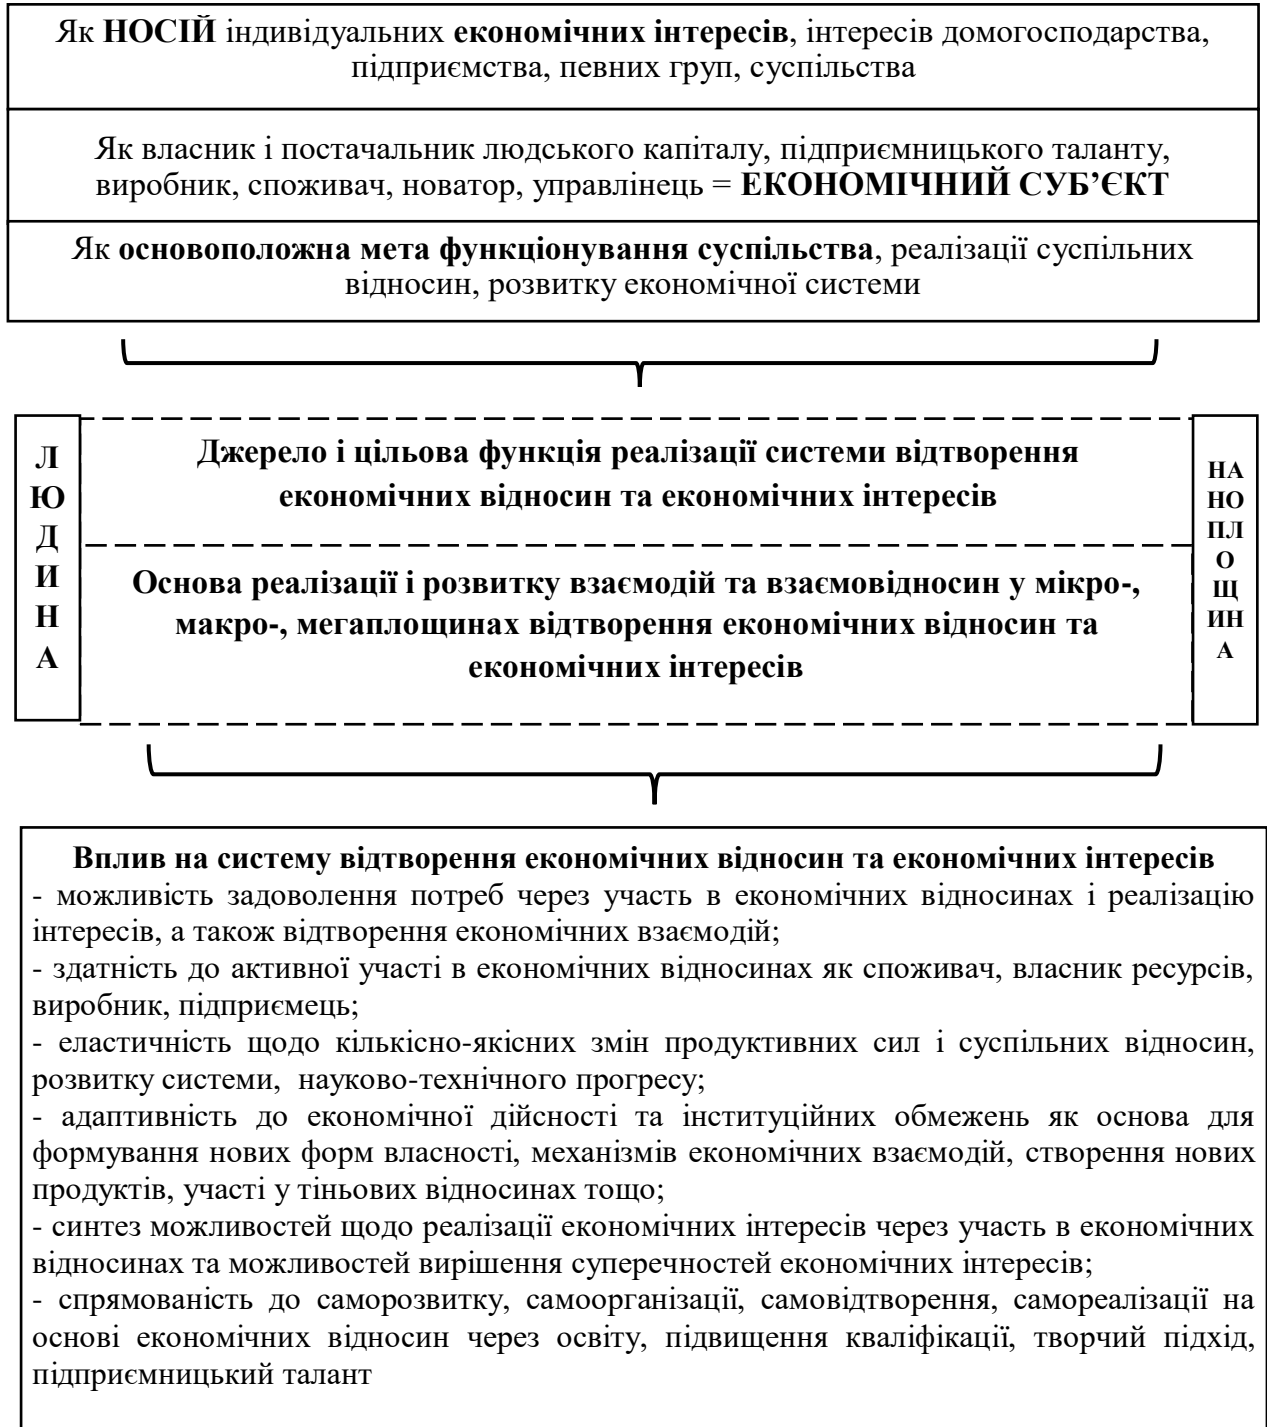 Як НОСІЙ індивідуальних економічних інтересів, інтересів домогосподарства,
підприємства, певних груп, суспільства
Як власник і постачальник людського капіталу, підприємницького таланту,
виробник, споживач, новатор, управлінець = ЕКОНОМІЧНИЙ СУБ’ЄКТ
Як основоположна мета функціонування суспільства, реалізації суспільних
відносин, розвитку економічної системи
Л
Ю
Д
И
Н
А
Джерело і цільова функція реалізації системи відтворення
економічних відносин та економічних інтересів
Основа реалізації і розвитку взаємодій та взаємовідносин у мікро-,
макро-, мегаплощинах відтворення економічних відносин та
економічних інтересів
НА
НО
ПЛ
О
Щ
ИН
А
Вплив на систему відтворення економічних відносин та економічних інтересів
- можливість задоволення потреб через участь в економічних відносинах і реалізацію
інтересів, а також відтворення економічних взаємодій;
- здатність до активної участі в економічних відносинах як споживач, власник ресурсів,
виробник, підприємець;
- еластичність щодо кількісно-якісних змін продуктивних сил і суспільних відносин,
розвитку системи, науково-технічного прогресу;
- адаптивність до економічної дійсності та інституційних обмежень як основа для
формування нових форм власності, механізмів економічних взаємодій, створення нових
продуктів, участі у тіньових відносинах тощо;
- синтез можливостей щодо реалізації економічних інтересів через участь в економічних
відносинах та можливостей вирішення суперечностей економічних інтересів;
- спрямованість до саморозвитку, самоорганізації, самовідтворення, самореалізації на
основі економічних відносин через освіту, підвищення кваліфікації, творчий підхід,
підприємницький талант